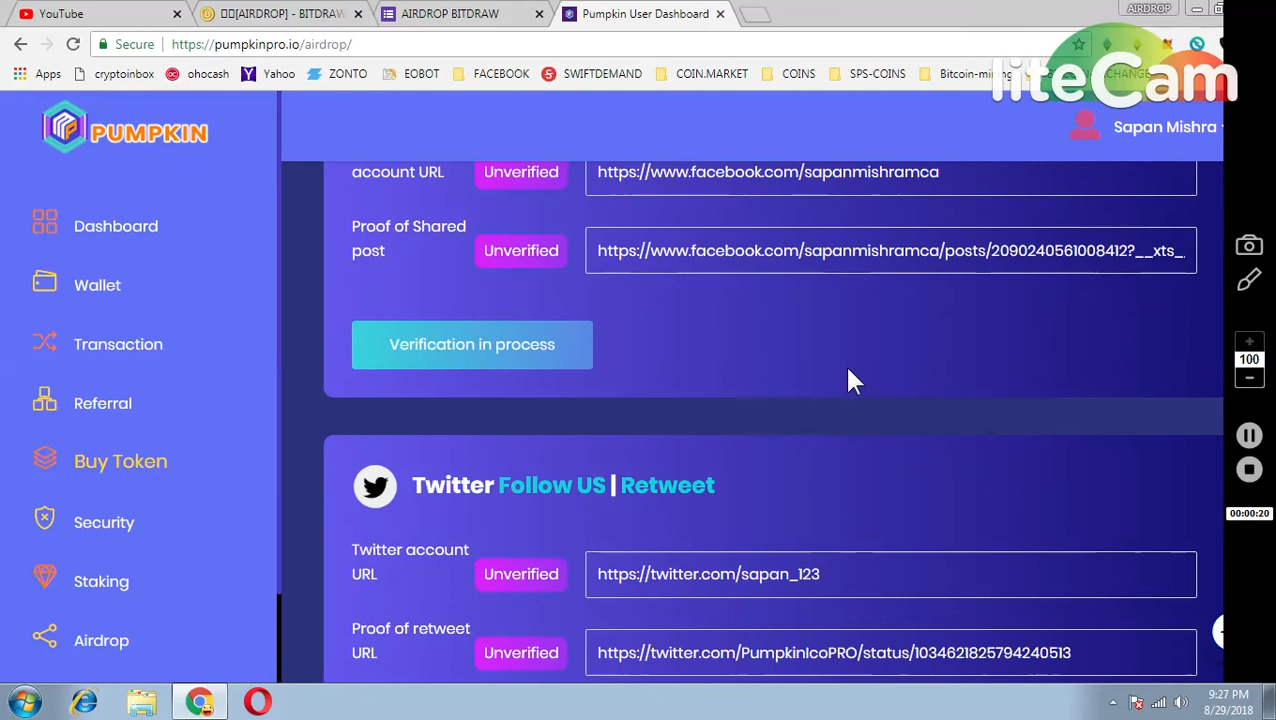 YouTube
[AIRDROP] - BITDRAW
AIRDROP BITDRAW
Pumpkin User Dashboard
AIRDROP
Secure
https://pumpkinpro.io/airdrop/
Apps
cryptoinbox
ohocash
Yahoo
ZONTO
EOBOT
FACEBOOK
SWIFTDEMAND
COIN.MARKET
COINS
SPS-COINS
Bitcoin-mining
liteCam
PUMPKIN
Sapan Mishra
Dashboard
Wallet
Transaction
Referral
Buy Token
Security
Staking
Airdrop
account URL
Unverified
https://www.facebook.com/sapanmishramca
Proof of Shared
post
Unverified
https://www.facebook.com/sapanmishramca/posts/2090240561008412?__xts_
Verification in process
Twitter Follow US | Retweet
Twitter account
URL
Unverified
https://twitter.com/sapan_123
Proof of retweet
URL
Unverified
https://twitter.com/PumpkinIcoPRO/status/1034621825794240513
100
00:00:20
9:27 PM
8/29/2018